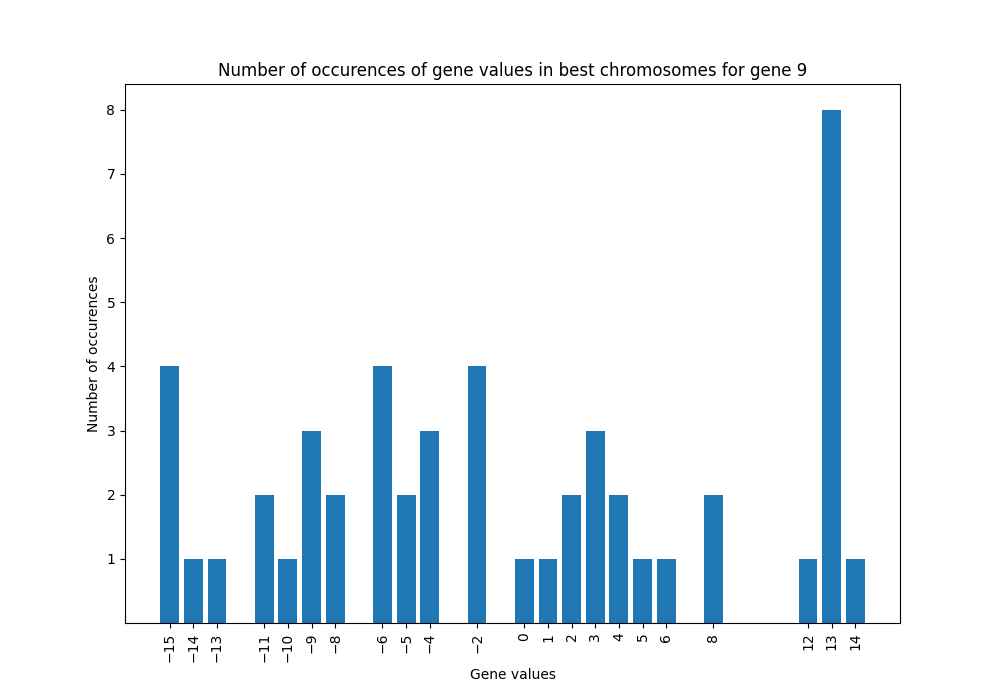 Number of occurences of gene values in best chromosomes for gene 9
Number of occurences
8
7
6
5
4
3
2
1
−15 −14 −13 −11 −10 −9 −8 −6 −5 −4 −2 0 1 2 3 4 5 6 8 12 13 14
Gene values